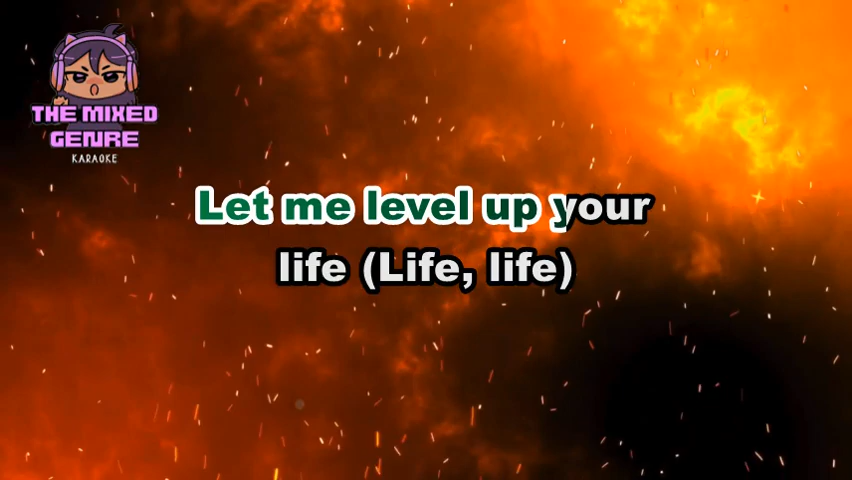 THE MIXED
GENRE
KARAOKE
Let me level up your
life (Life, life)